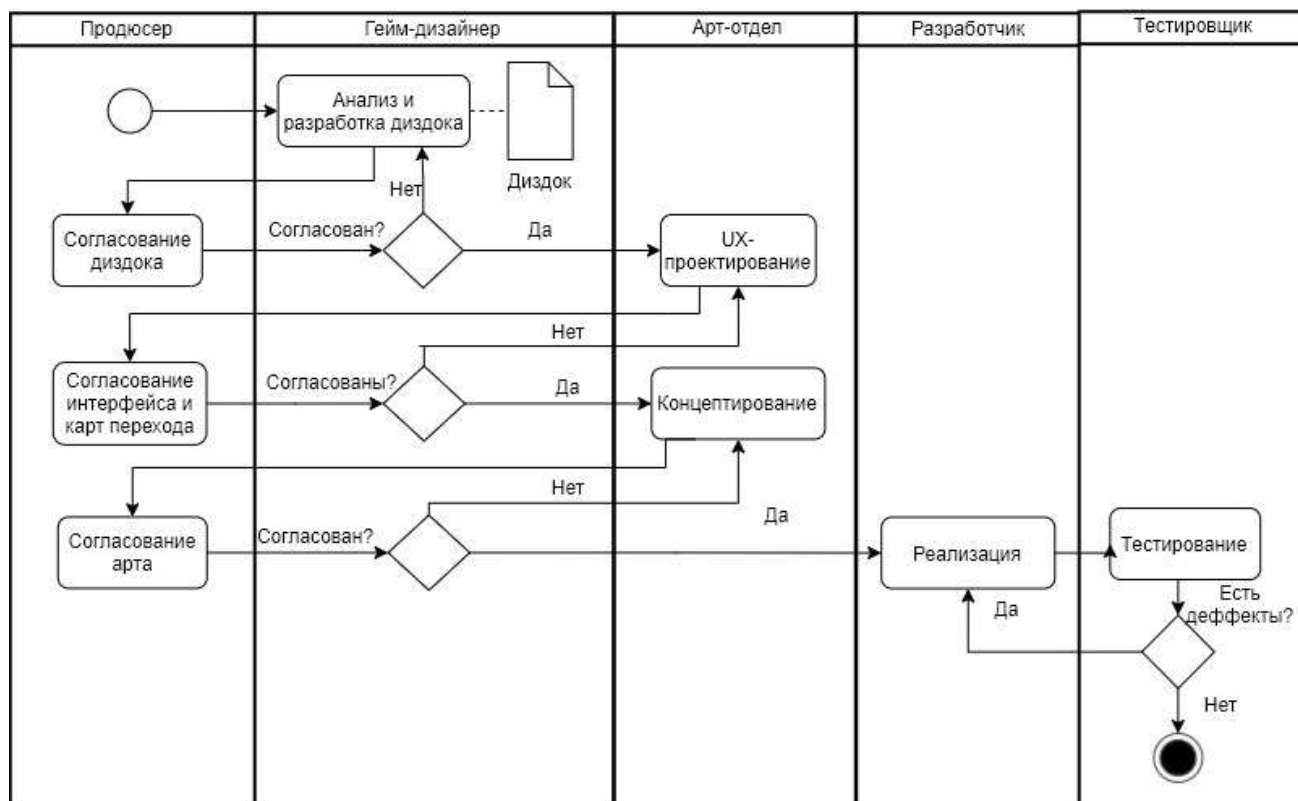 Продюсер
Гейм-дизайнер
Арт-отдел
Разработчик
Тестировщик
Анализ и
разработка диздока
Диздок
Нет
Согласование
диздока
Согласован?
Да
UX-
проектирование
Нет
Согласование
интерфейса и
карт перехода
Согласованы?
Да
Концептирование
Нет
Да
Согласование
арта
Согласован?
Реализация
Тестирование
Есть
деффекты?
Да
Нет